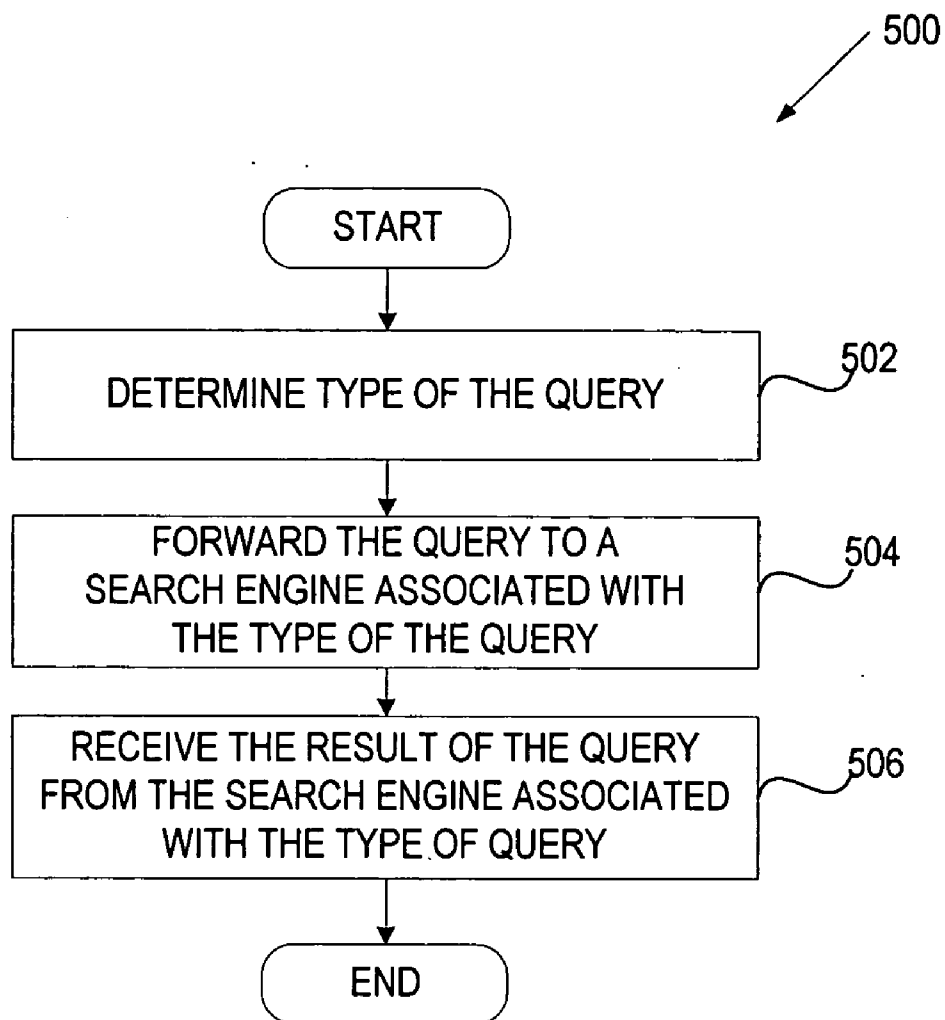 500
START
DETERMINE TYPE OF THE QUERY
502
FORWARD THE QUERY TO A
SEARCH ENGINE ASSOCIATED WITH
THE TYPE OF THE QUERY
504
RECEIVE THE RESULT OF THE QUERY
FROM THE SEARCH ENGINE ASSOCIATED
WITH THE TYPE OF QUERY
506
END